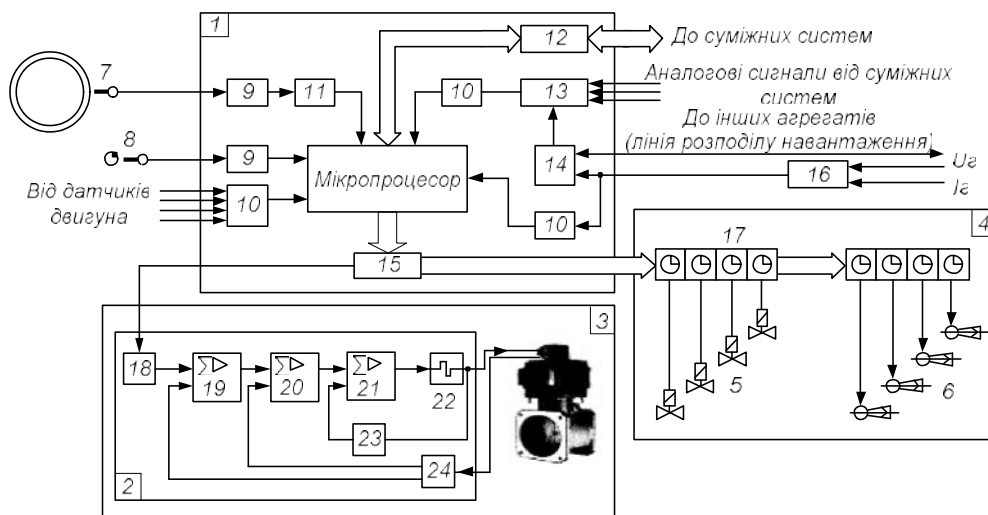 1
12
До суміжних систем
7
Аналогові сигнали від суміжних
систем
9
11
10
13
До інших агрегатів
(лінія розподілу навантаження)
8
9
Мікропроцесор
14
16
Uг
Iг
Від датчиків
двигуна
10
10
4
17
15
3
18
Σ
19
Σ
20
Σ
21
22
5
6
23
24
2